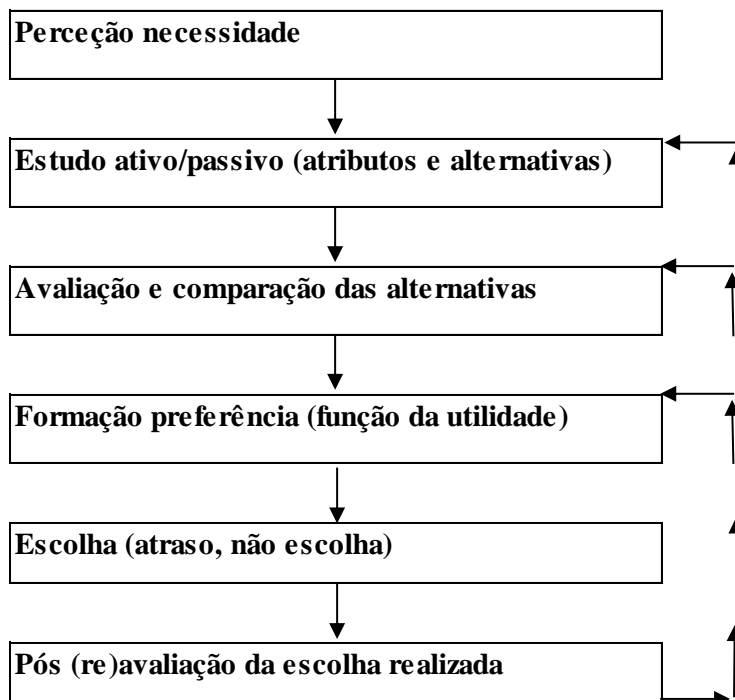 Perceção necessidade
Estudo ativo/passivo (atributos e alternativas)
Avaliação e comparação das alternativas
Formação preferência (função da utilidade)
Escolha (atraso, não escolha)
Pós (re)avaliação da escolha realizada